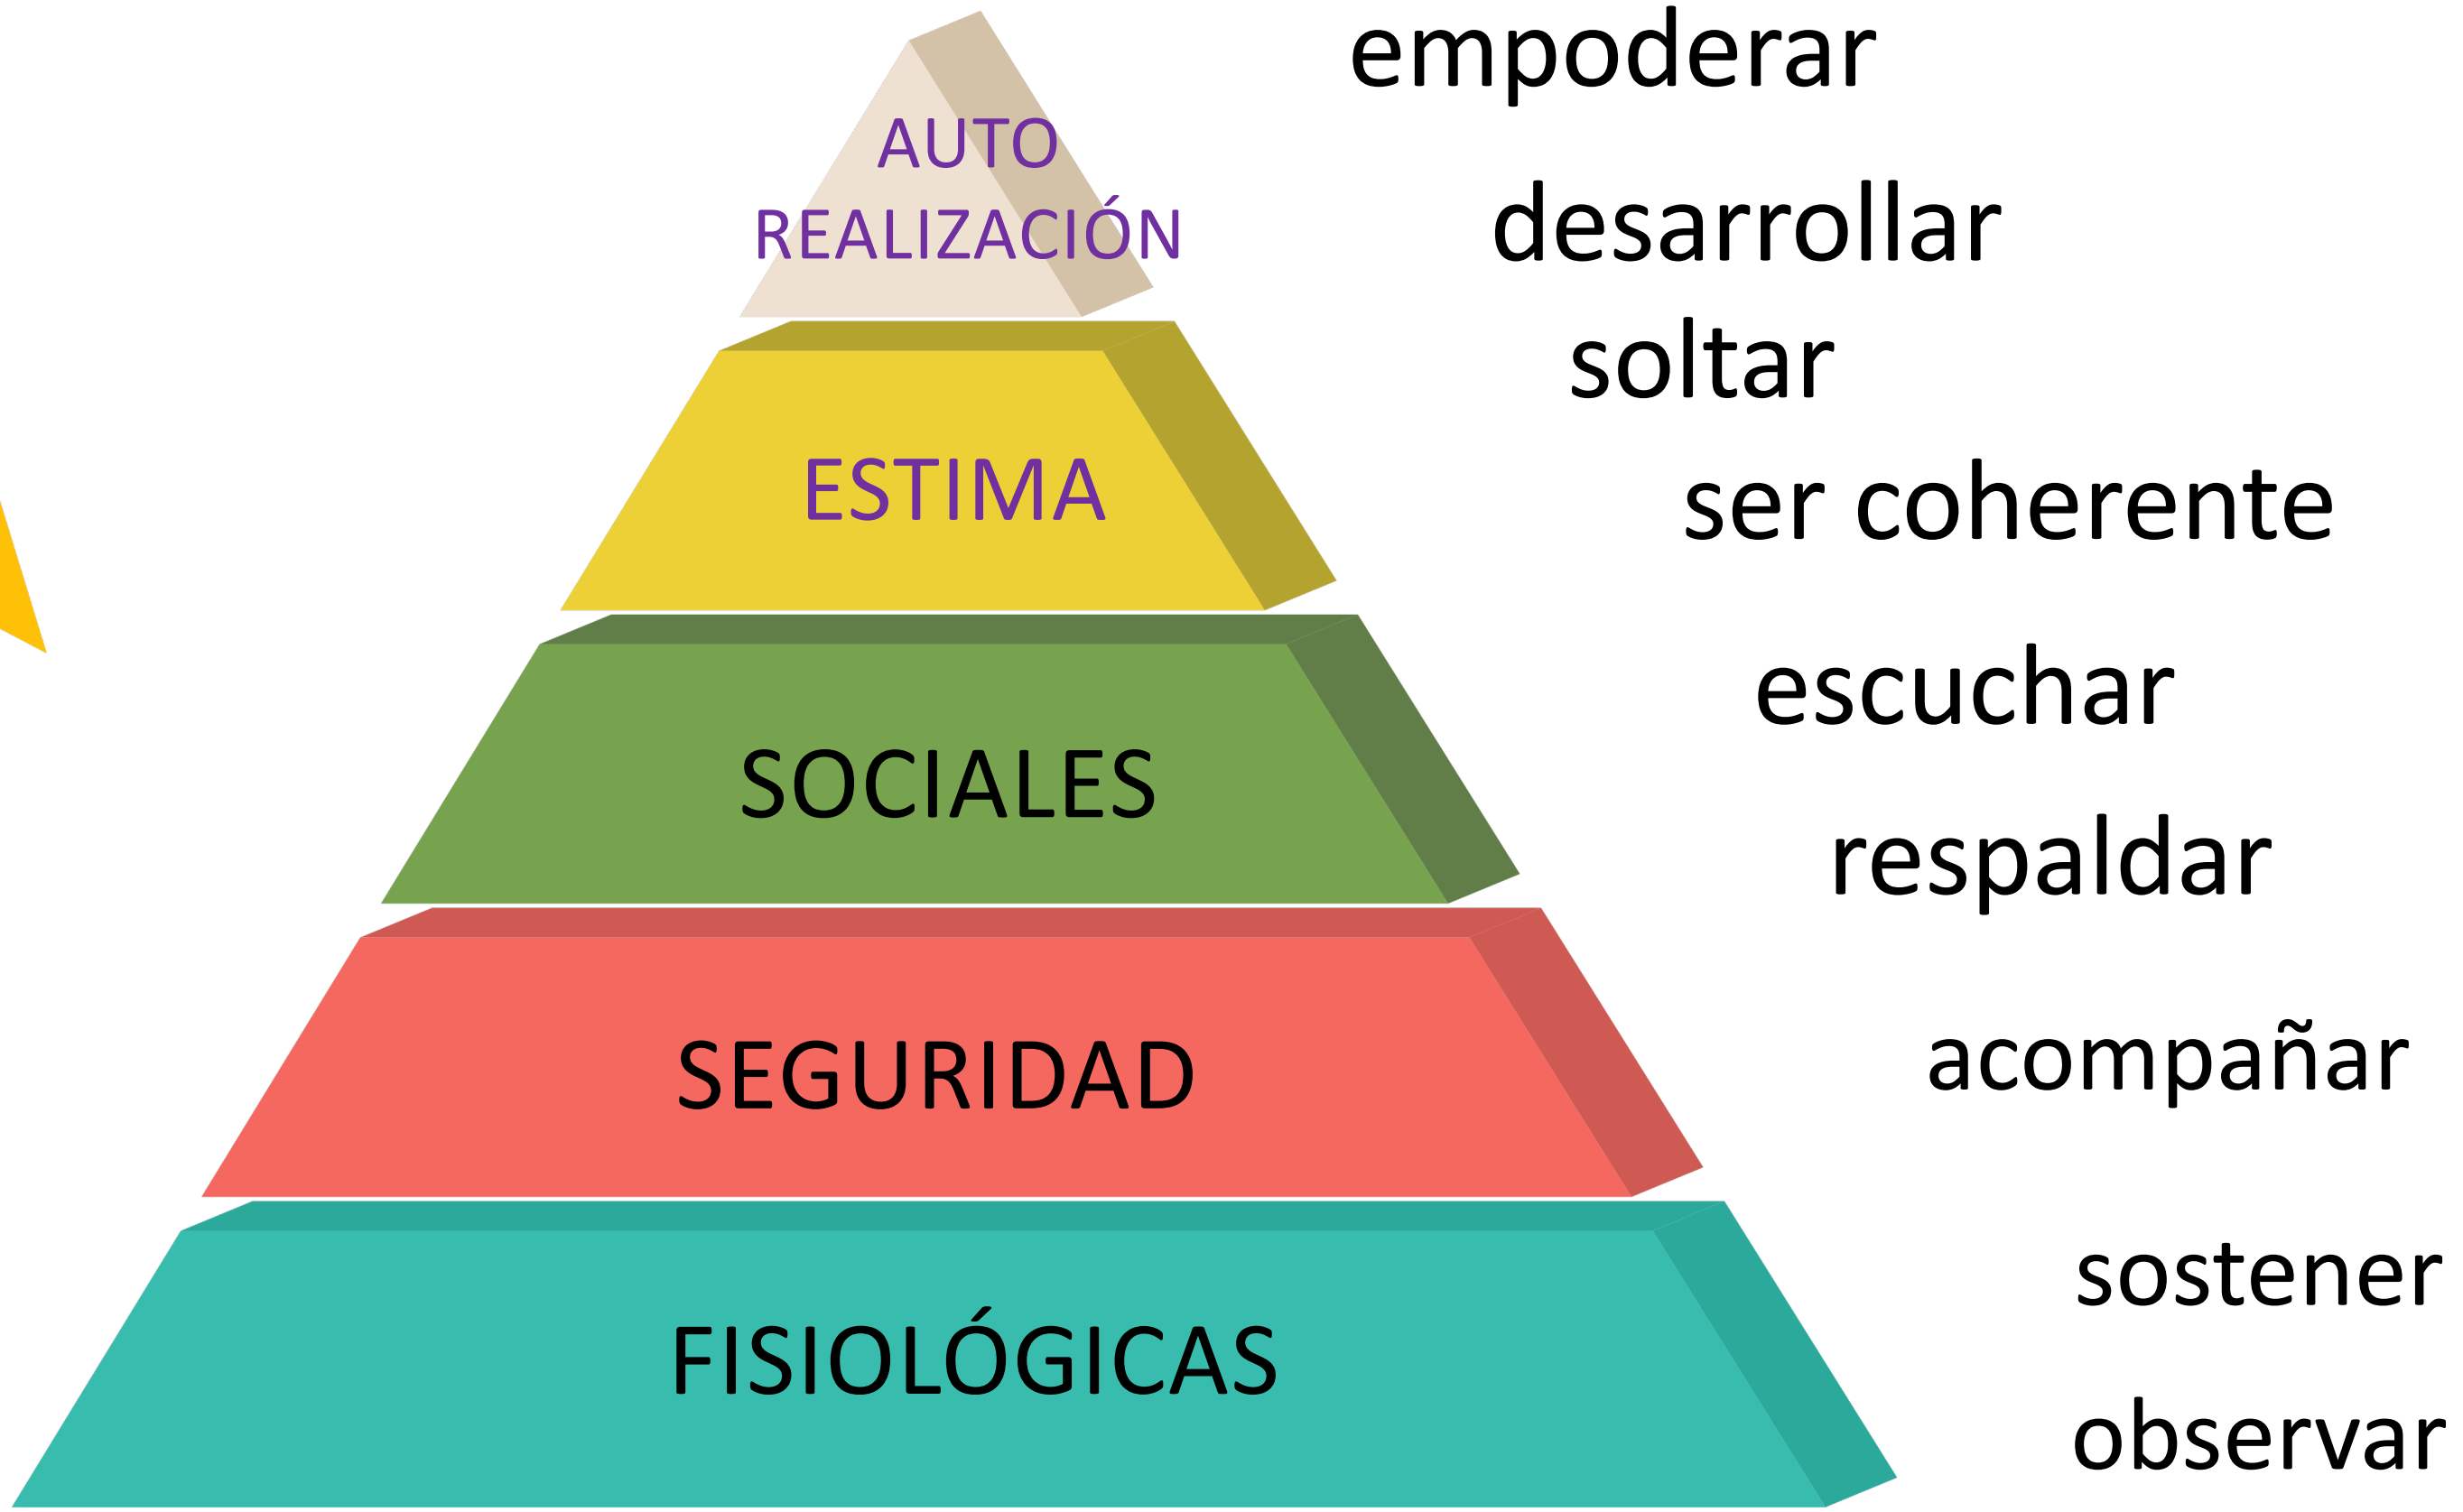 empoderar
AUTO
REALIZACIÓN
desarrollar
soltar
ESTIMA
ser coherente
escuchar
SOCIALES
respaldar
acompañar
SEGURIDAD
sostener
FISIOLÓGICAS
observar